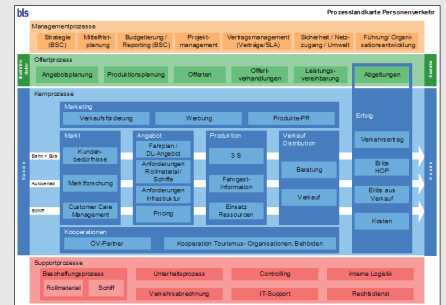 bls
Prozesslandkarte Personenverkehr
Managementprozesse
Strategie (BSC)
Mittelfrist-planung
Budgetierung / Reporting (BSC)
Projekt-management
Vertragsmanagement (Verträge/SLA)
Sicherheit / Netz-zugang / Umwelt
Führung/ Organi-sationsentwicklung
Offertprozess
Angebotsplanung
Produktionsplanung
Offerten
Offert-verhandlungen
Leistungs-vereinbarung
Abgeltungen
Kernprozesse
Marketing
Verkaufsförderung
Werbung
Produkte-PR
Erfolg
Markt
Angebot
Produktion
Verkauf Distribution
Bahn + Bus
Kunden-bedürfnisse
Fahrplan / DL-Angebot
3 S
Beratung
Verkehrsertrag
Anforderungen Rollmaterial/ Schiffe
Erlös HOP
Autoverlad
Marktforschung
Fahrgast-Information
Anforderungen Infrastruktur
Verkauf
Erlös aus Verkauf
Schiff
Customer Care Management
Pricing
Einsatz Ressourcen
Kosten
Kooperationen
ÖV-Partner
Kooperation Tourismus- Organisationen, Behörden
Kunde
Kunde
Supportprozesse
Beschaffungsprozess
Unterhaltsprozess
Controlling
interne Logistik
Rollmaterial
Schiff
Verkehrsabrechnung
IT-Support
Rechtsdienst